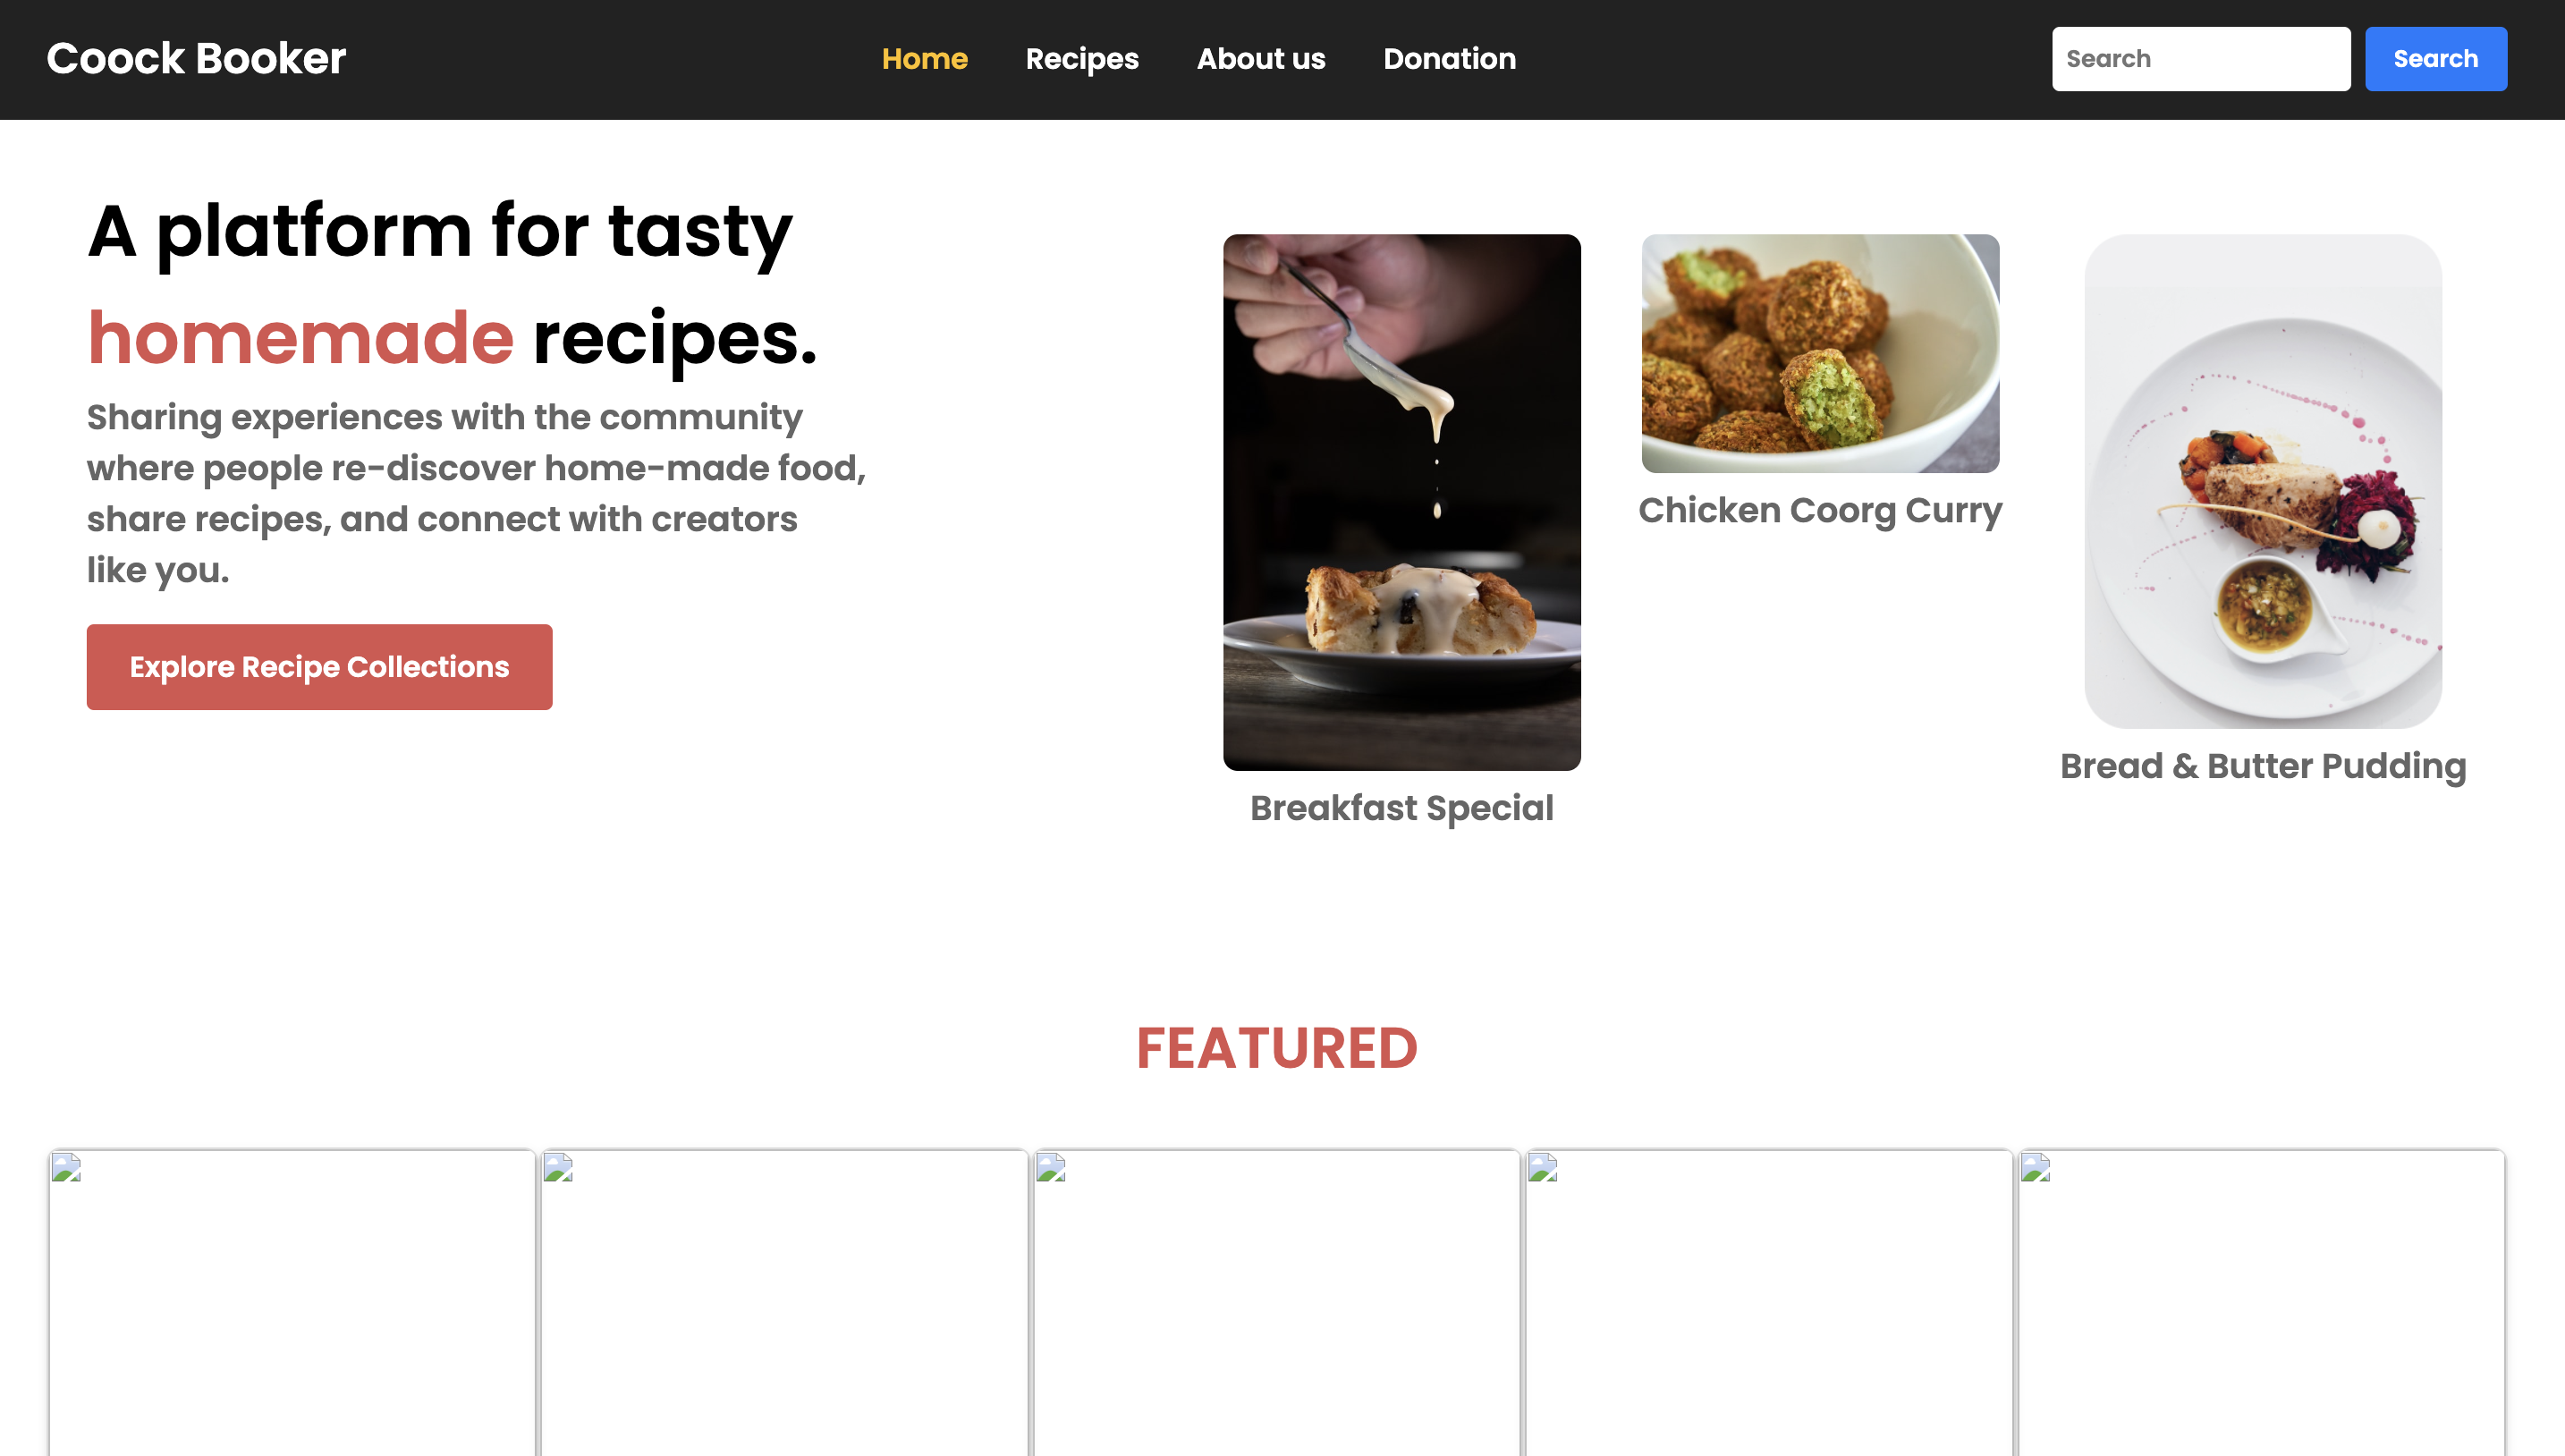 Coock Booker
Home
Recipes
About us
Donation
Search
Search
A platform for tasty
homemade recipes.
Sharing experiences with the community
where people re-discover home-made food,
share recipes, and connect with creators
like you.
Explore Recipe Collections
Chicken Coorg Curry
Bread & Butter Pudding
Breakfast Special
FEATURED